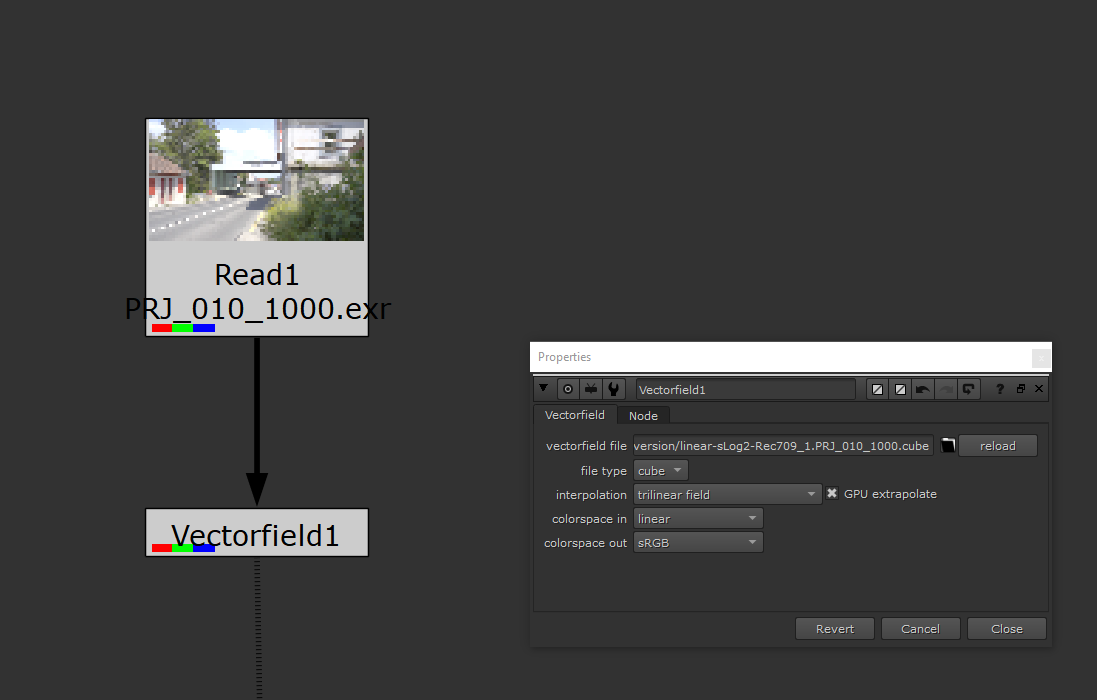 Read1
PRJ_010_1000.exr
Vectorfield1
Properties
x
Vectorfield1
?
Vectorfield Node
vectorfield file version/linear-sLog2-Rec709_1.PRJ_010_1000.cube reload
file type cube
interpolation trilinear field GPU extrapolate
colorspace in linear
colorspace out sRGB
Revert Cancel Close